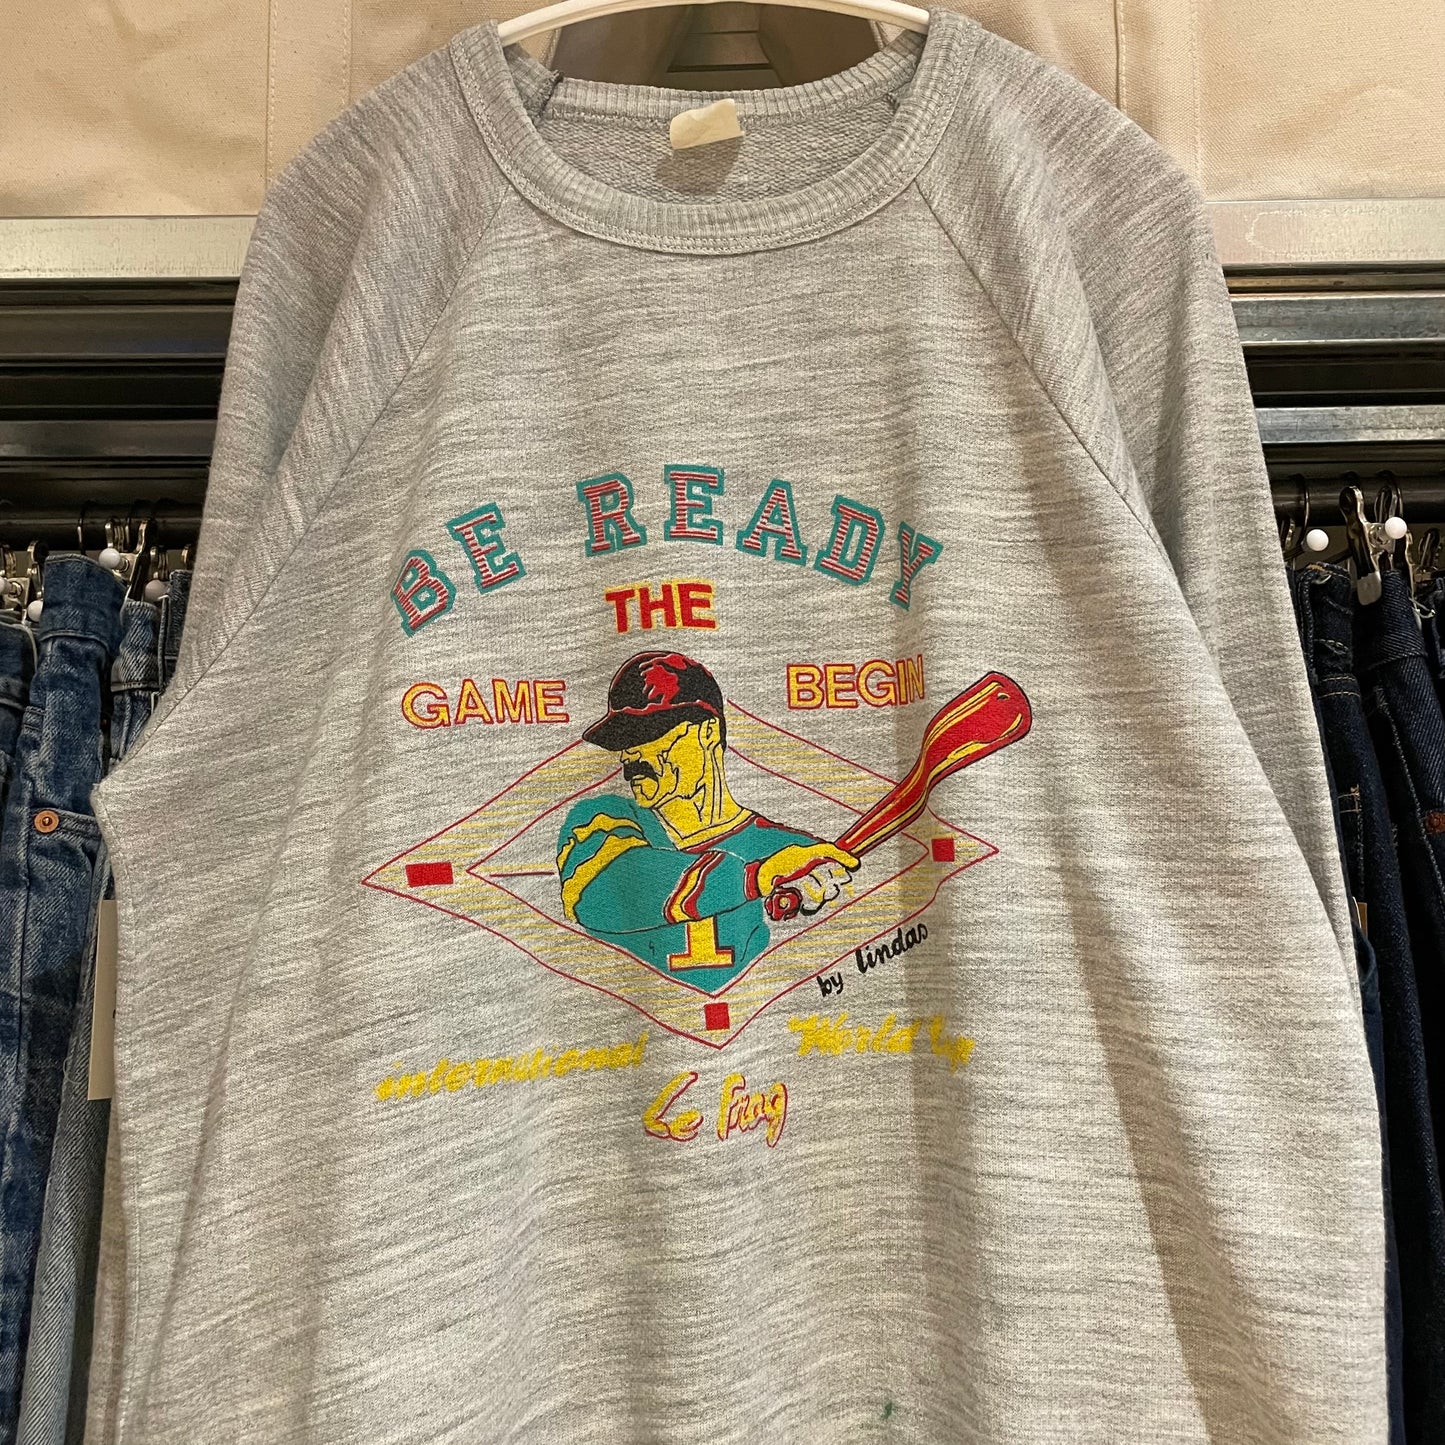 BE READY
THE
GAME BEGIN
1
by lindas
international World Cup
Le Frog